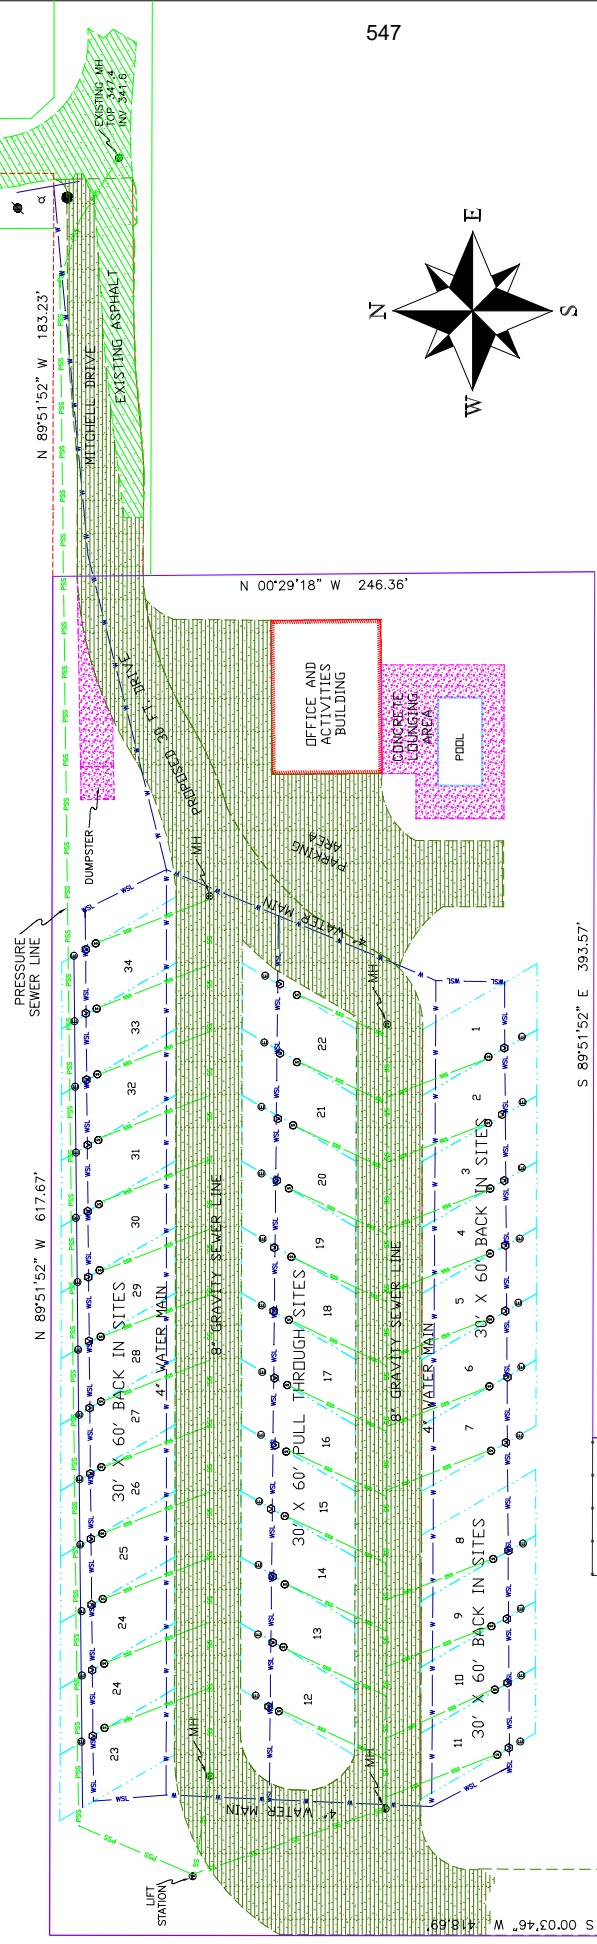 547
EXISTING MH
TOP 347.4
INV 341.6
N 89°51'52" W 183.23'
MITCHELL DRIVE
EXISTING ASPHALT
N
E
S
W
N 00°29'18" W 246.36'
PROPOSED 30 FT DRIVE
OFFICE AND
ACTIVITIES
BUILDING
CONCRETE
LOUNGING
AREA
POOL
PARKING
AREA
DUMPSTER
MH
4" WATER MAIN
MH
PRESSURE
SEWER LINE
S 89°51'52" E 393.57'
N 89°51'52" W 617.67'
34
33
32
31
30
29
28
27
26
25
24
24
23
30' X 60' BACK IN SITES
4" WATER MAIN
8" GRAVITY SEWER LINE
22
21
20
19
18
17
16
15
14
13
12
30' X 60' PULL THROUGH SITES
8" GRAVITY SEWER LINE
4" WATER MAIN
1
2
3
4
5
6
7
30' X 60' BACK IN SITES
8
9
10
11
30' X 60' BACK IN SITES
MH
MH
4" WATER MAIN
LIFT
STATION
S 00°03'46" W 418.69'